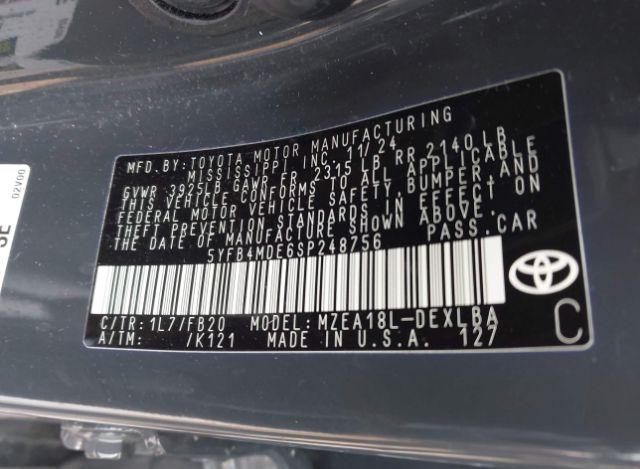 MFD. BY: TOYOTA MOTOR MANUFACTURING
MISSISSIPPI INC. 11/24
GVWR 3925LB GAWR FR 2315 LB RR 2140 LB
THIS VEHICLE CONFORMS TO ALL APPLICABLE
FEDERAL MOTOR VEHICLE SAFETY, BUMPER, AND
THEFT PREVENTION STANDARDS IN EFFECT ON
THE DATE OF MANUFACTURE SHOWN ABOVE.
5YFB4MDE6SP248756 PASS.CAR
C/TR: 1L7/FB20 MODEL: MZEA18L-DEXLBA
A/TM: /K121 MADE IN U.S.A. 127
C
02V00